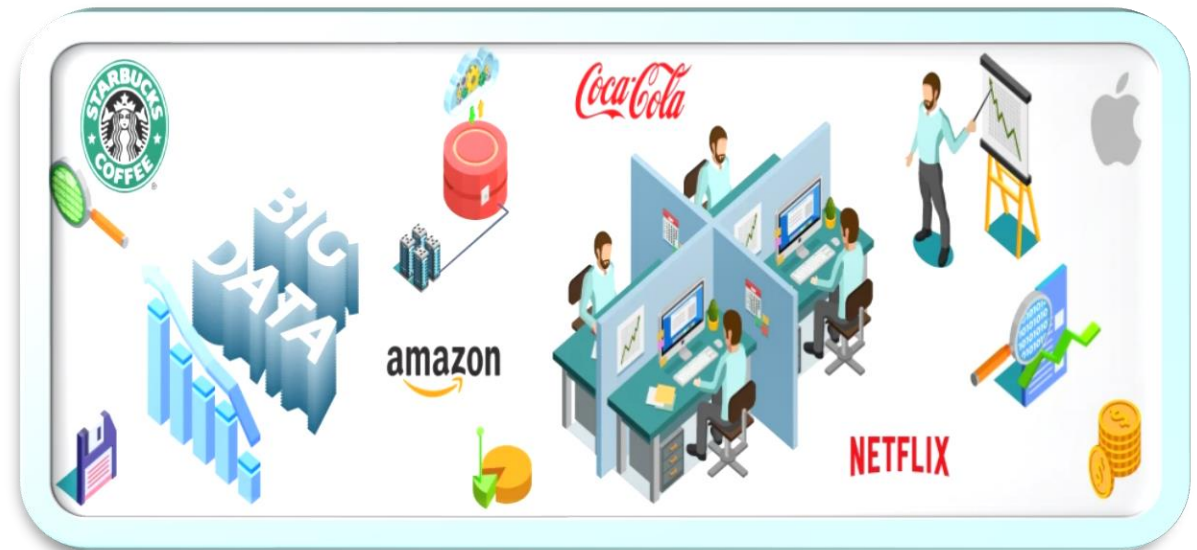 STARBUCKS
COFFEE
Coca-Cola
BIG
DATA
amazon
NETFLIX